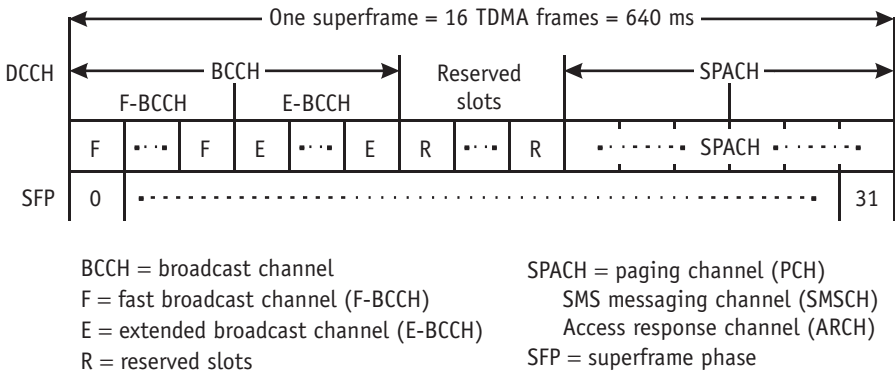 One superframe = 16 TDMA frames = 640 ms
DCCH BCCH Reserved slots SPACH
F-BCCH E-BCCH
F F E E R R SPACH
SFP 0 31
BCCH = broadcast channel
F = fast broadcast channel (F-BCCH)
E = extended broadcast channel (E-BCCH)
R = reserved slots
SPACH = paging channel (PCH)
SMS messaging channel (SMSCH)
Access response channel (ARCH)
SFP = superframe phase